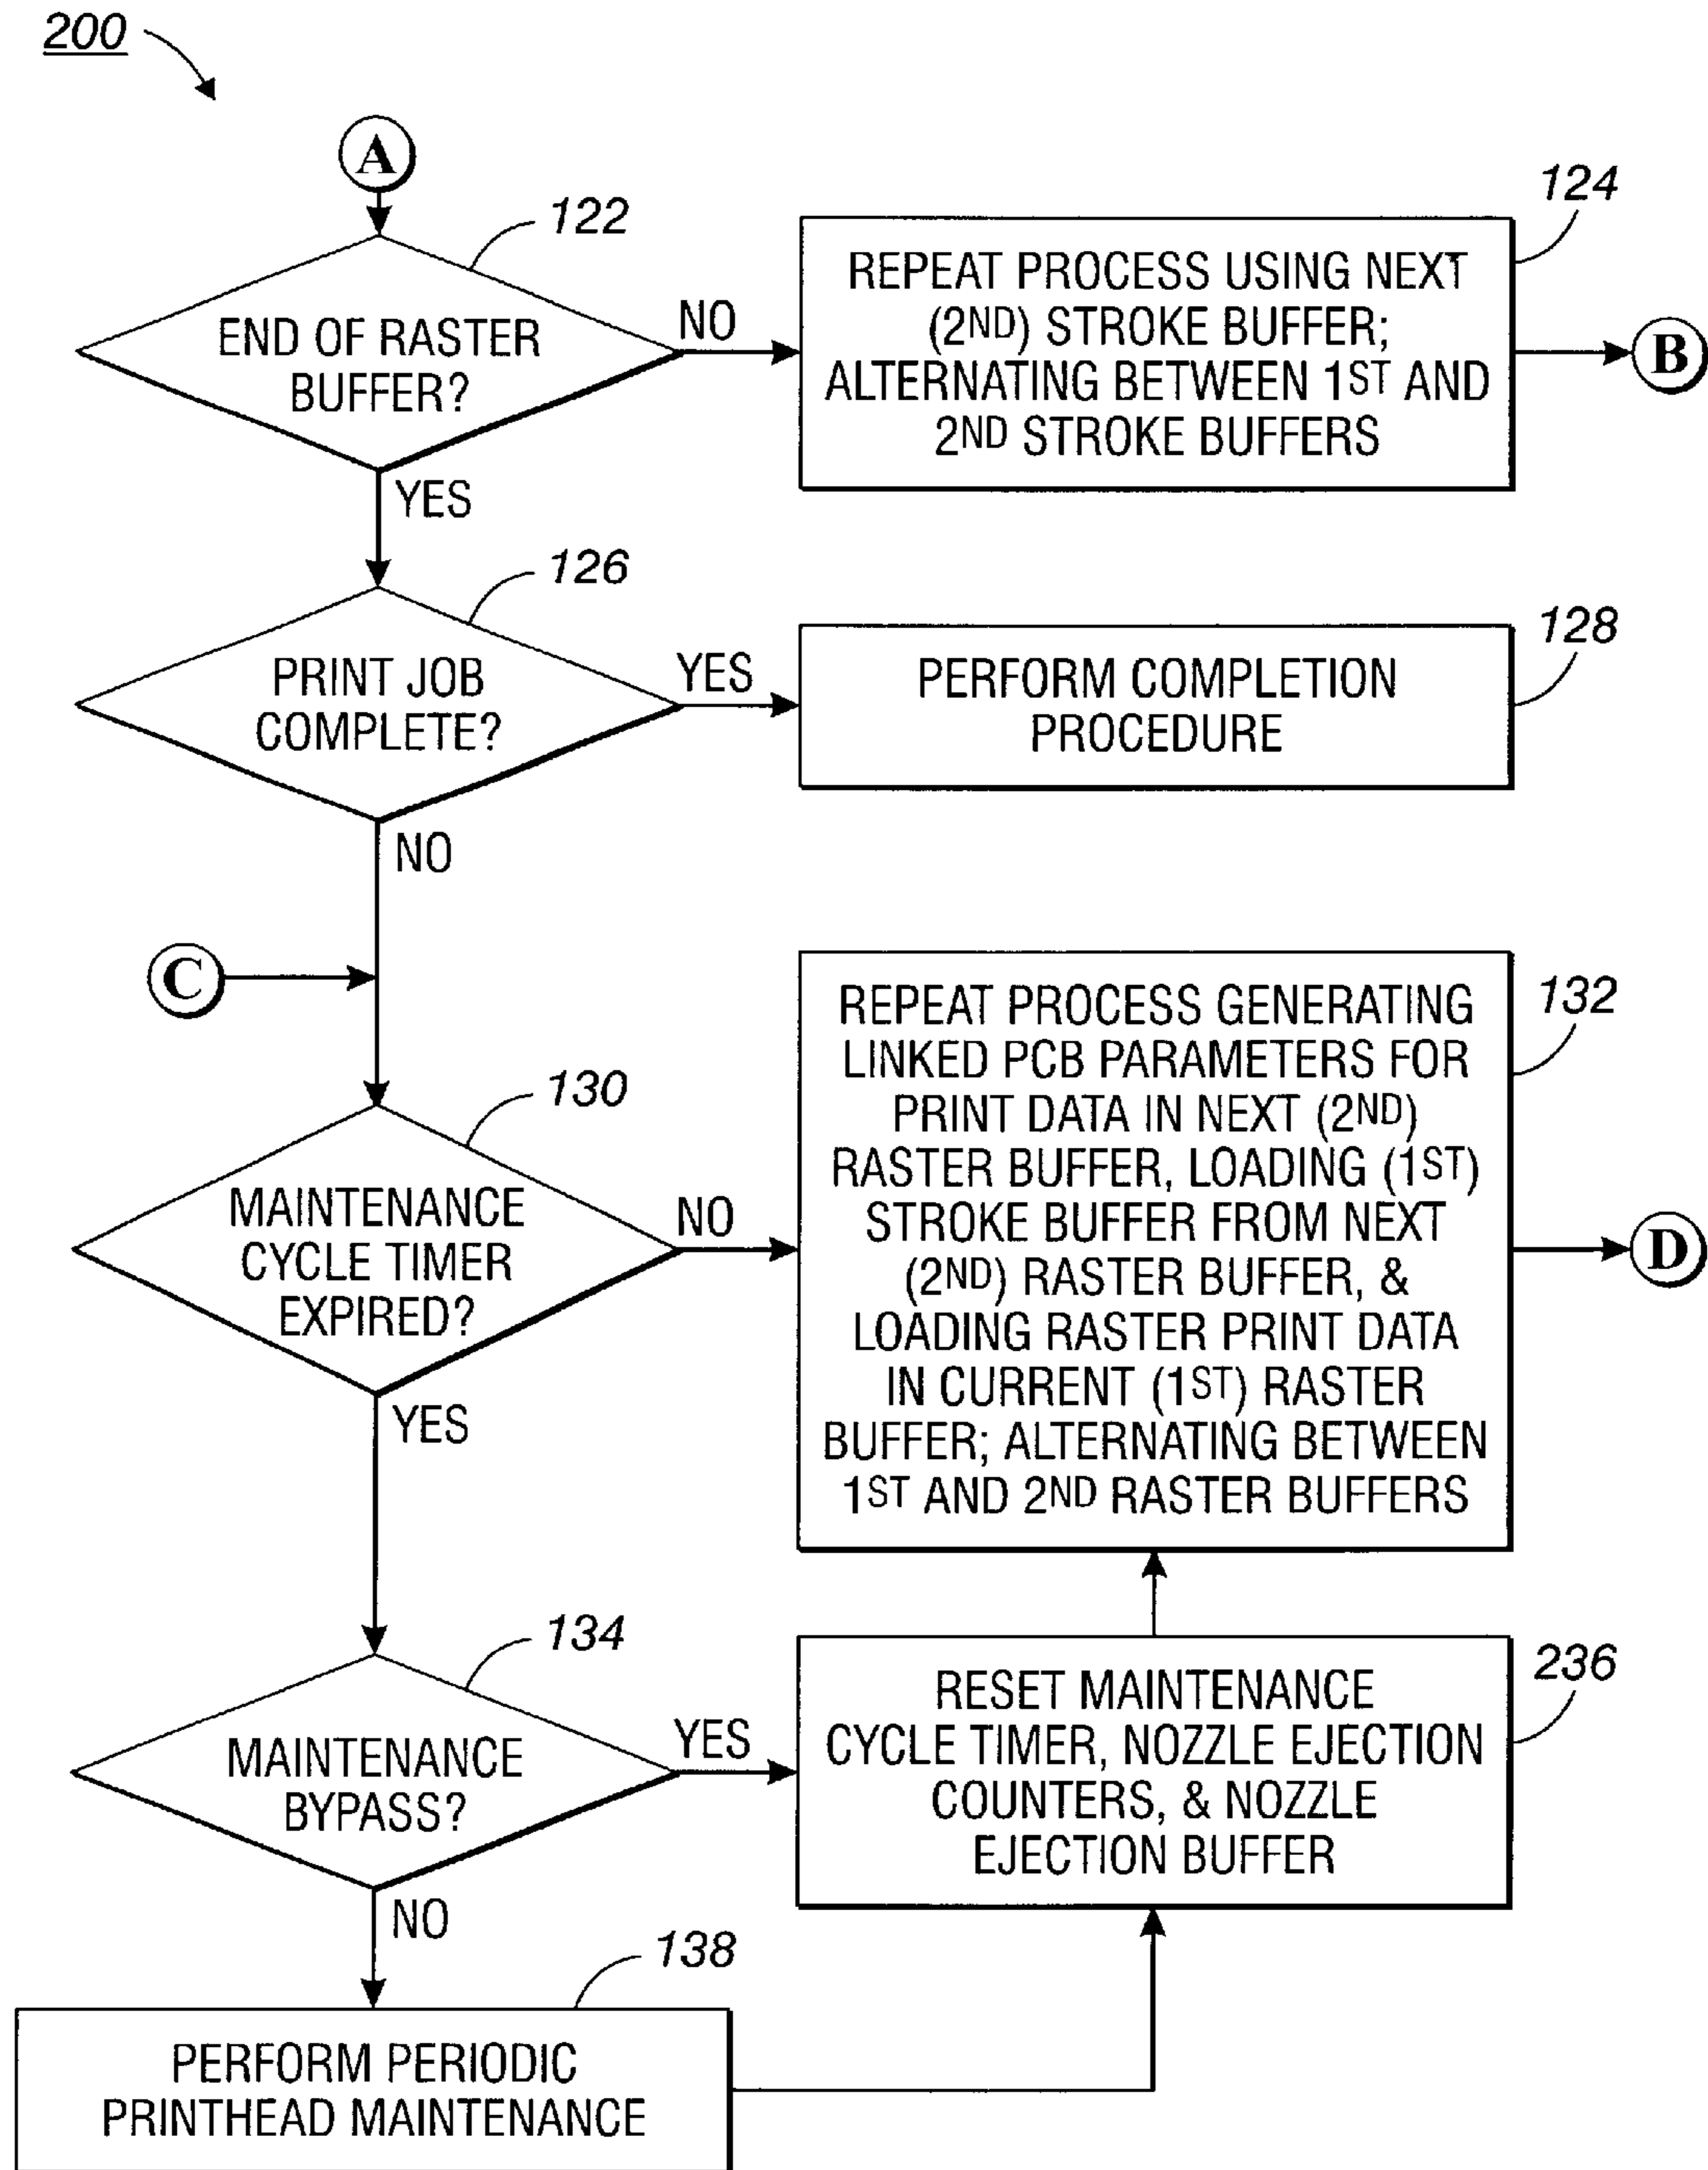 200
A
122
END OF RASTER
BUFFER?
NO
YES
124
REPEAT PROCESS USING NEXT
(2ND) STROKE BUFFER;
ALTERNATING BETWEEN 1ST AND
2ND STROKE BUFFERS
B
126
PRINT JOB
COMPLETE?
YES
NO
128
PERFORM COMPLETION
PROCEDURE
C
130
MAINTENANCE
CYCLE TIMER
EXPIRED?
NO
YES
132
REPEAT PROCESS GENERATING
LINKED PCB PARAMETERS FOR
PRINT DATA IN NEXT (2ND)
RASTER BUFFER, LOADING (1ST)
STROKE BUFFER FROM NEXT
(2ND) RASTER BUFFER, &
LOADING RASTER PRINT DATA
IN CURRENT (1ST) RASTER
BUFFER; ALTERNATING BETWEEN
1ST AND 2ND RASTER BUFFERS
D
134
MAINTENANCE
BYPASS?
YES
NO
236
RESET MAINTENANCE
CYCLE TIMER, NOZZLE EJECTION
COUNTERS, & NOZZLE
EJECTION BUFFER
138
PERFORM PERIODIC
PRINTHEAD MAINTENANCE